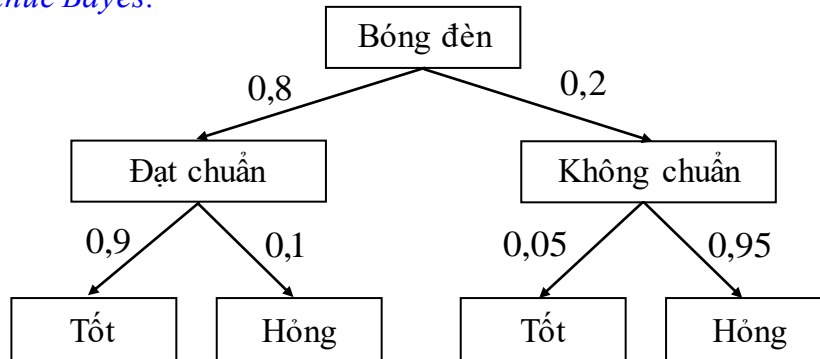 thức Bayes:
Bóng đèn
0,8
0,2
Đạt chuẩn
Không chuẩn
0,9
0,1
0,05
0,95
Tốt
Hỏng
Tốt
Hỏng